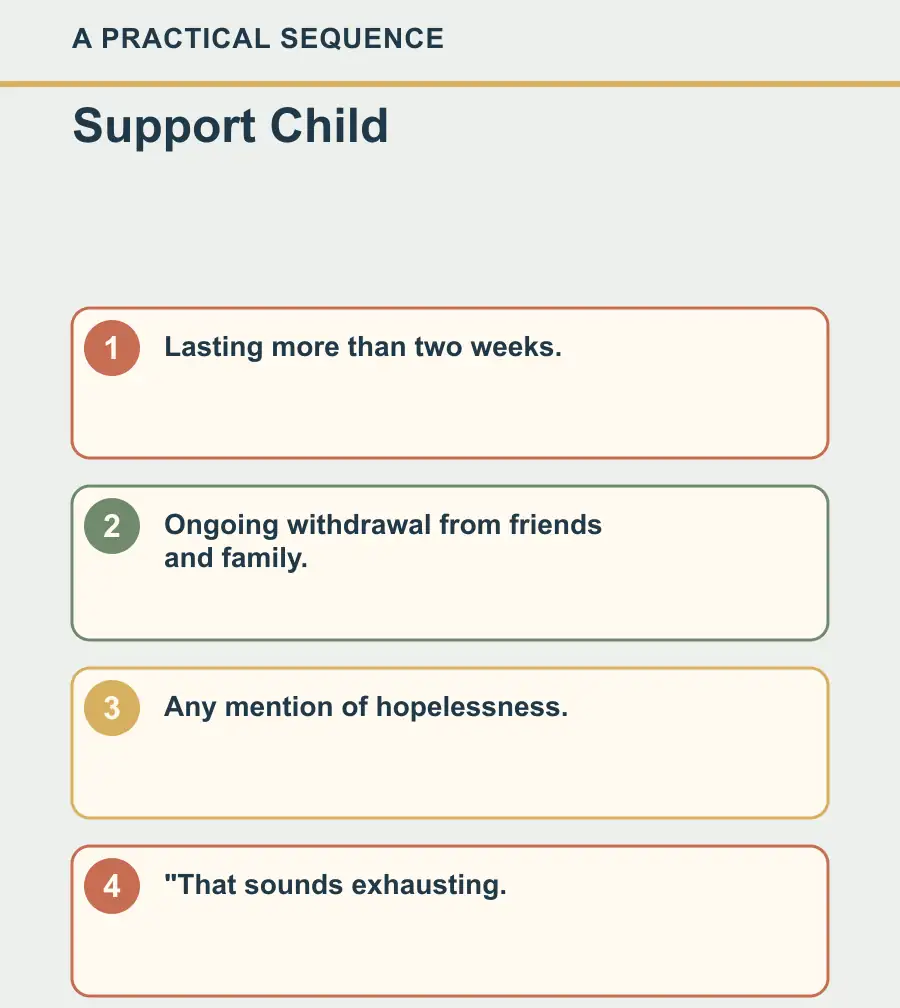 A PRACTICAL SEQUENCE
Support Child
1
Lasting more than two weeks.
2
Ongoing withdrawal from friends
and family.
3
Any mention of hopelessness.
4
"That sounds exhausting.